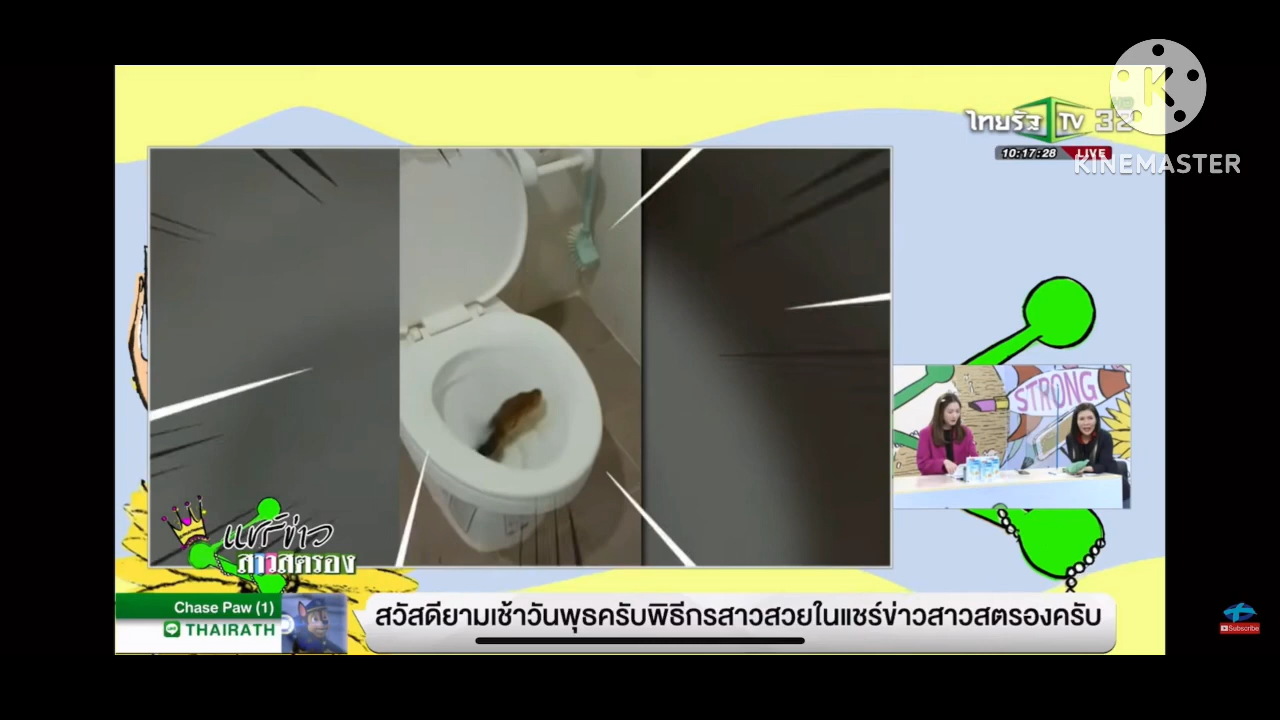 ไทยรัฐ TV 32 HD
10:17:28 LIVE
KINEMASTER
STRONG
แชร์ข่าว
สาวสตรอง
Chase Paw (1)
LINE THAIRATH
สวัสดียามเช้าวันพุธครับพิธีกรสาวสวยในแชร์ข่าวสาวสตรองครับ
Subscribe